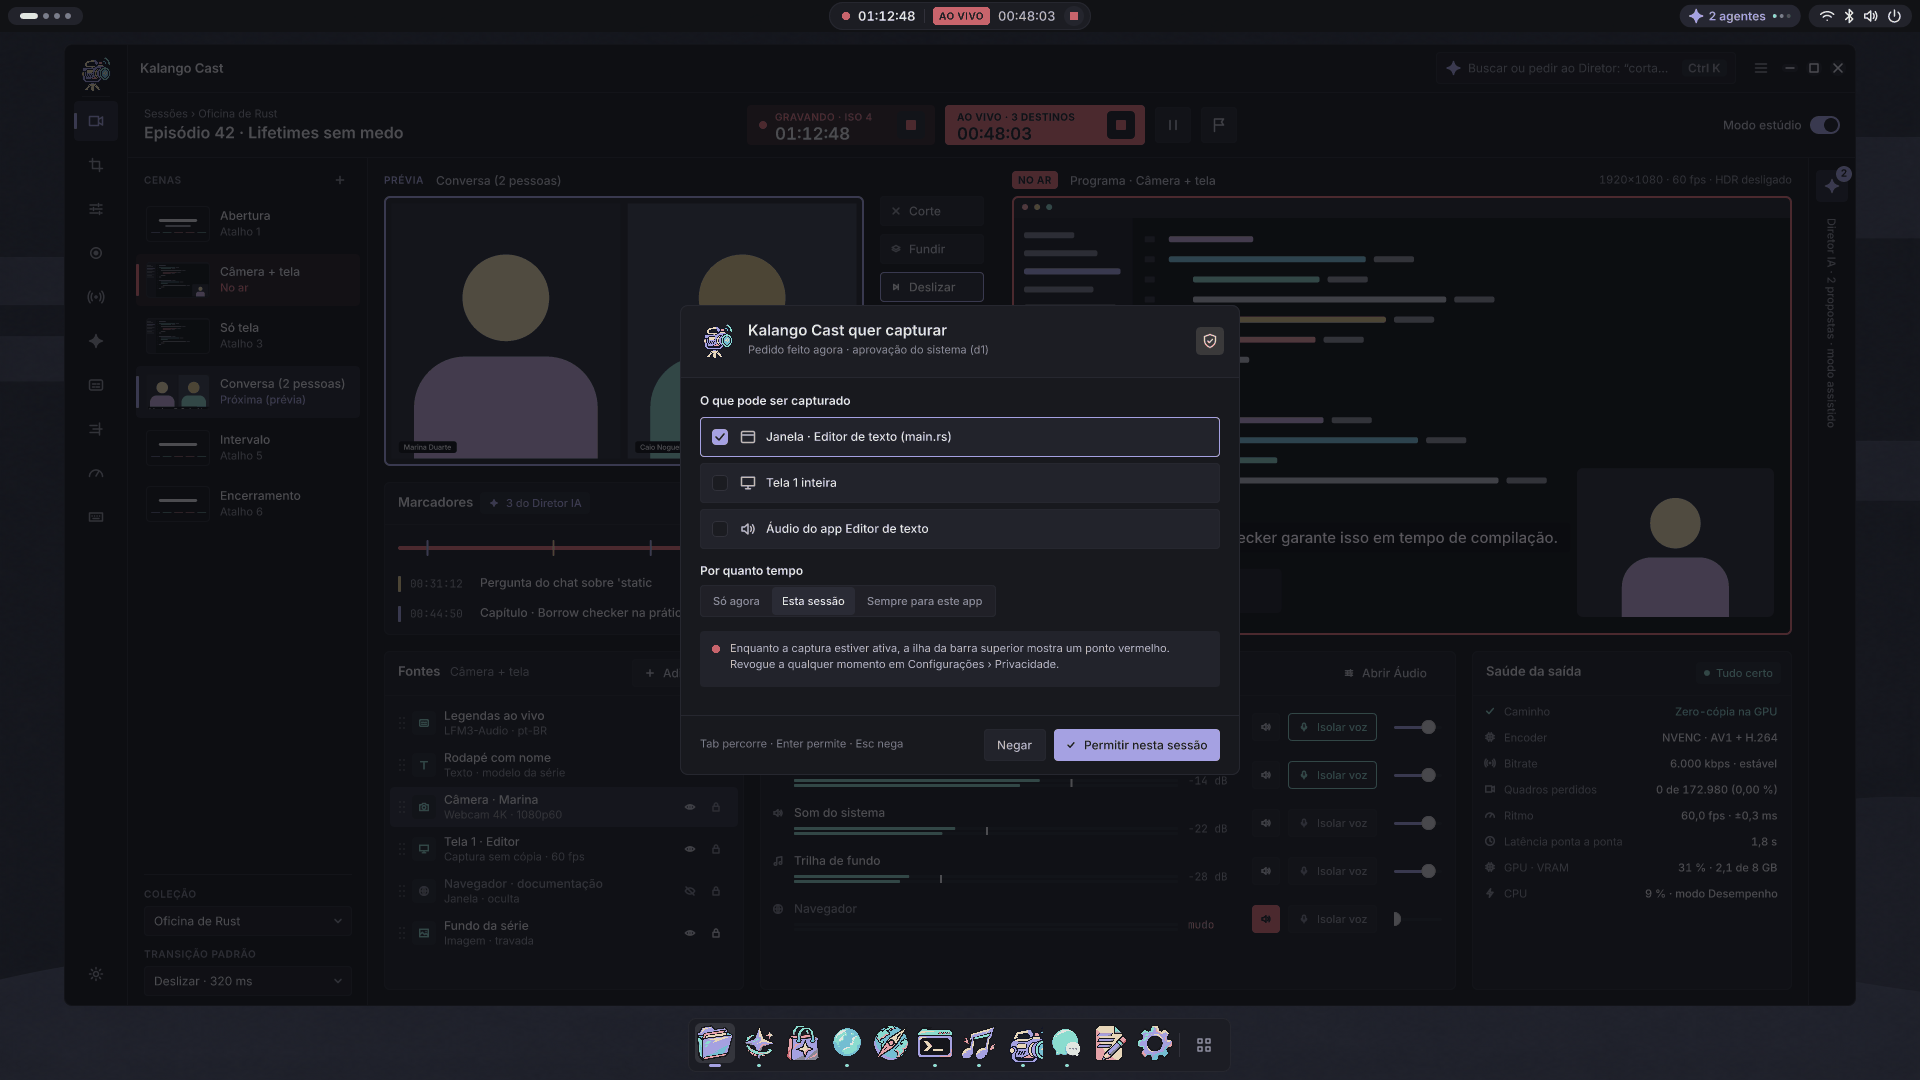 01:12:48 AO VIVO 00:48:03
2 agentes
Kalango Cast
Buscar ou pedir ao Diretor: "corta... Ctrl K
Sessões › Oficina de Rust
Episódio 42 · Lifetimes sem medo
GRAVANDO · ISO 4
01:12:48
AO VIVO · 3 DESTINOS
00:48:03
Modo estúdio
CENAS
Abertura
Atalho 1
Câmera + tela
No ar
Só tela
Atalho 3
Conversa (2 pessoas)
Próxima (prévia)
Intervalo
Atalho 5
Encerramento
Atalho 6
COLEÇÃO
Oficina de Rust
TRANSIÇÃO PADRÃO
Deslizar · 320 ms
PRÉVIA Conversa (2 pessoas)
Marina Duarte
Caio Nogue
Corte
Fundir
Deslizar
NO AR Programa · Câmera + tela
1920×1080 · 60 fps · HDR desligado
ecker garante isso em tempo de compilação.
2
Diretor IA · 2 propostas · modo assistido
Marcadores 3 do Diretor IA
00:31:12 Pergunta do chat sobre 'static
00:44:50 Capítulo · Borrow checker na prátic
Kalango Cast quer capturar
Pedido feito agora · aprovação do sistema (d1)
O que pode ser capturado
Janela · Editor de texto (main.rs)
Tela 1 inteira
Áudio do app Editor de texto
Por quanto tempo
Só agora Esta sessão Sempre para este app
Enquanto a captura estiver ativa, a ilha da barra superior mostra um ponto vermelho.
Revogue a qualquer momento em Configurações › Privacidade.
Tab percorre · Enter permite · Esc nega
Negar
Permitir nesta sessão
Fontes Câmera + tela
+ Ad
Legendas ao vivo
LFM3-Audio · pt-BR
Rodapé com nome
Texto · modelo da série
Câmera · Marina
Webcam 4K · 1080p60
Tela 1 · Editor
Captura sem cópia · 60 fps
Navegador · documentação
Janela · oculta
Fundo da série
Imagem · travada
Abrir Áudio
Isolar voz
-14 dB
Isolar voz
Som do sistema
-22 dB
Isolar voz
Trilha de fundo
-28 dB
Isolar voz
Navegador
mudo
Isolar voz
Saúde da saída Tudo certo
Caminho Zero-cópia na GPU
Encoder NVENC · AV1 + H.264
Bitrate 6.000 kbps · estável
Quadros perdidos 0 de 172.980 (0,00 %)
Ritmo 60,0 fps · ±0,3 ms
Latência ponta a ponta 1,8 s
GPU · VRAM 31 % · 2,1 de 8 GB
CPU 9 % · modo Desempenho